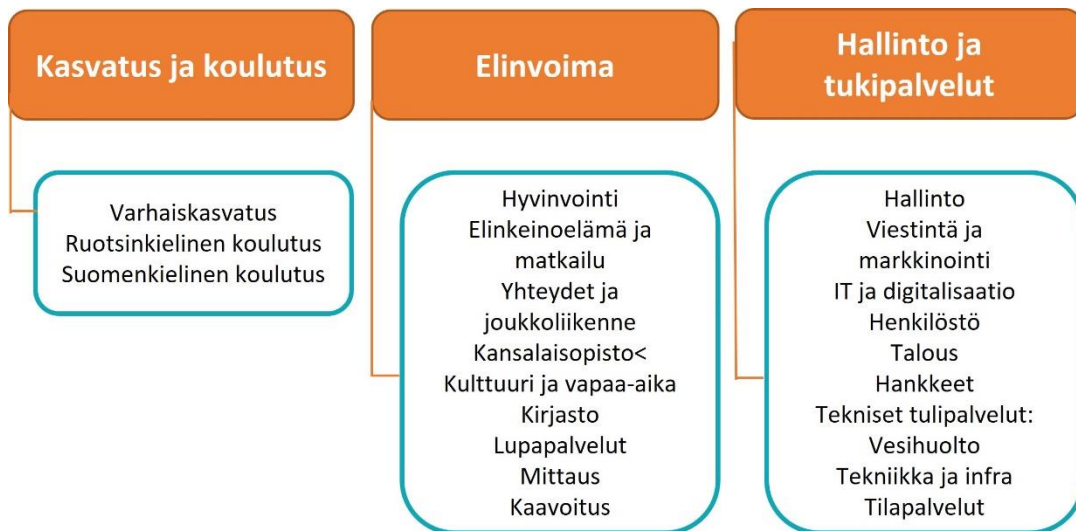 Kasvatus ja koulutus
Varhaiskasvatus
Ruotsinkielinen koulutus
Suomenkielinen koulutus
Elinvoima
Hyvinvointi
Elinkeinoelämä ja
matkailu
Yhteydet ja
joukkoliikenne
Kansalaisopisto<
Kulttuuri ja vapaa-aika
Kirjasto
Lupapalvelut
Mittaus
Kaavoitus
Hallinto ja
tukipalvelut
Hallinto
Viestintä ja
markkinointi
IT ja digitalisaatio
Henkilöstö
Talous
Hankkeet
Tekniset tulipalvelut:
Vesihuolto
Tekniikka ja infra
Tilapalvelut